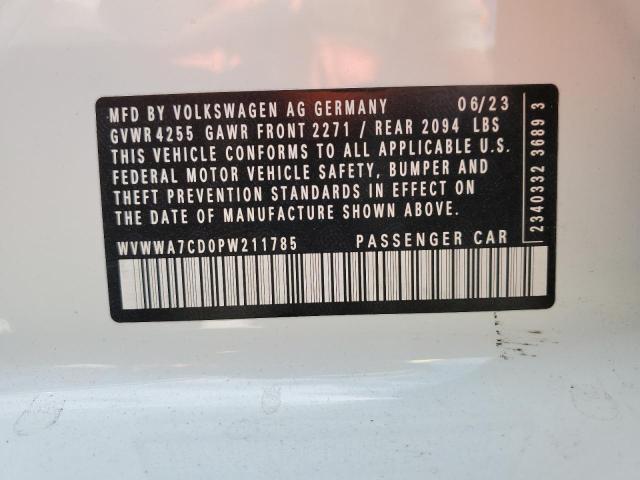 MFD BY VOLKSWAGEN AG GERMANY 06/23
GVWR 4255 GAWR FRONT 2271 / REAR 2094 LBS
THIS VEHICLE CONFORMS TO ALL APPLICABLE U.S.
FEDERAL MOTOR VEHICLE SAFETY, BUMPER AND
THEFT PREVENTION STANDARDS IN EFFECT ON
THE DATE OF MANUFACTURE SHOWN ABOVE.
WVWWA7CD0PW211785 PASSENGER CAR
2340332 36893